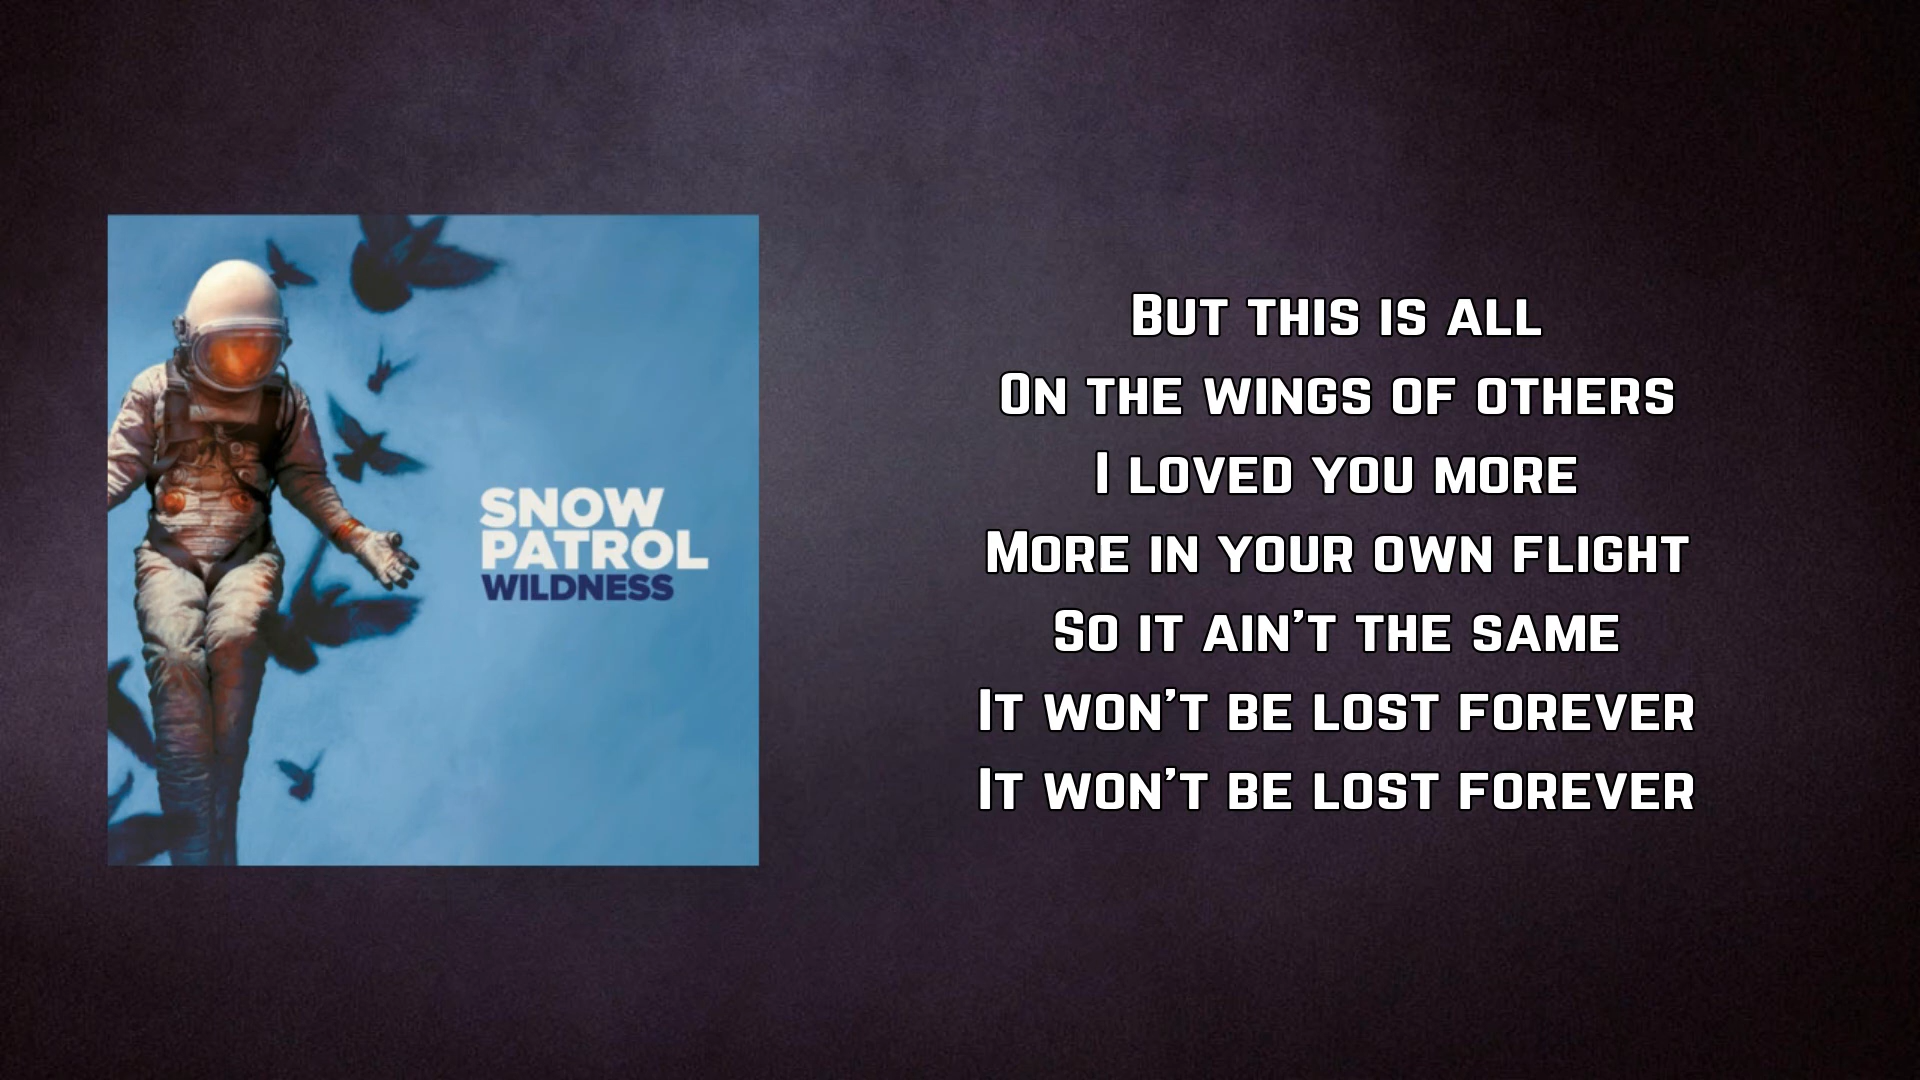 SNOW
PATROL
WILDNESS
But this is all
On the wings of others
I loved you more
More in your own flight
So it ain’t the same
It won’t be lost forever
It won’t be lost forever